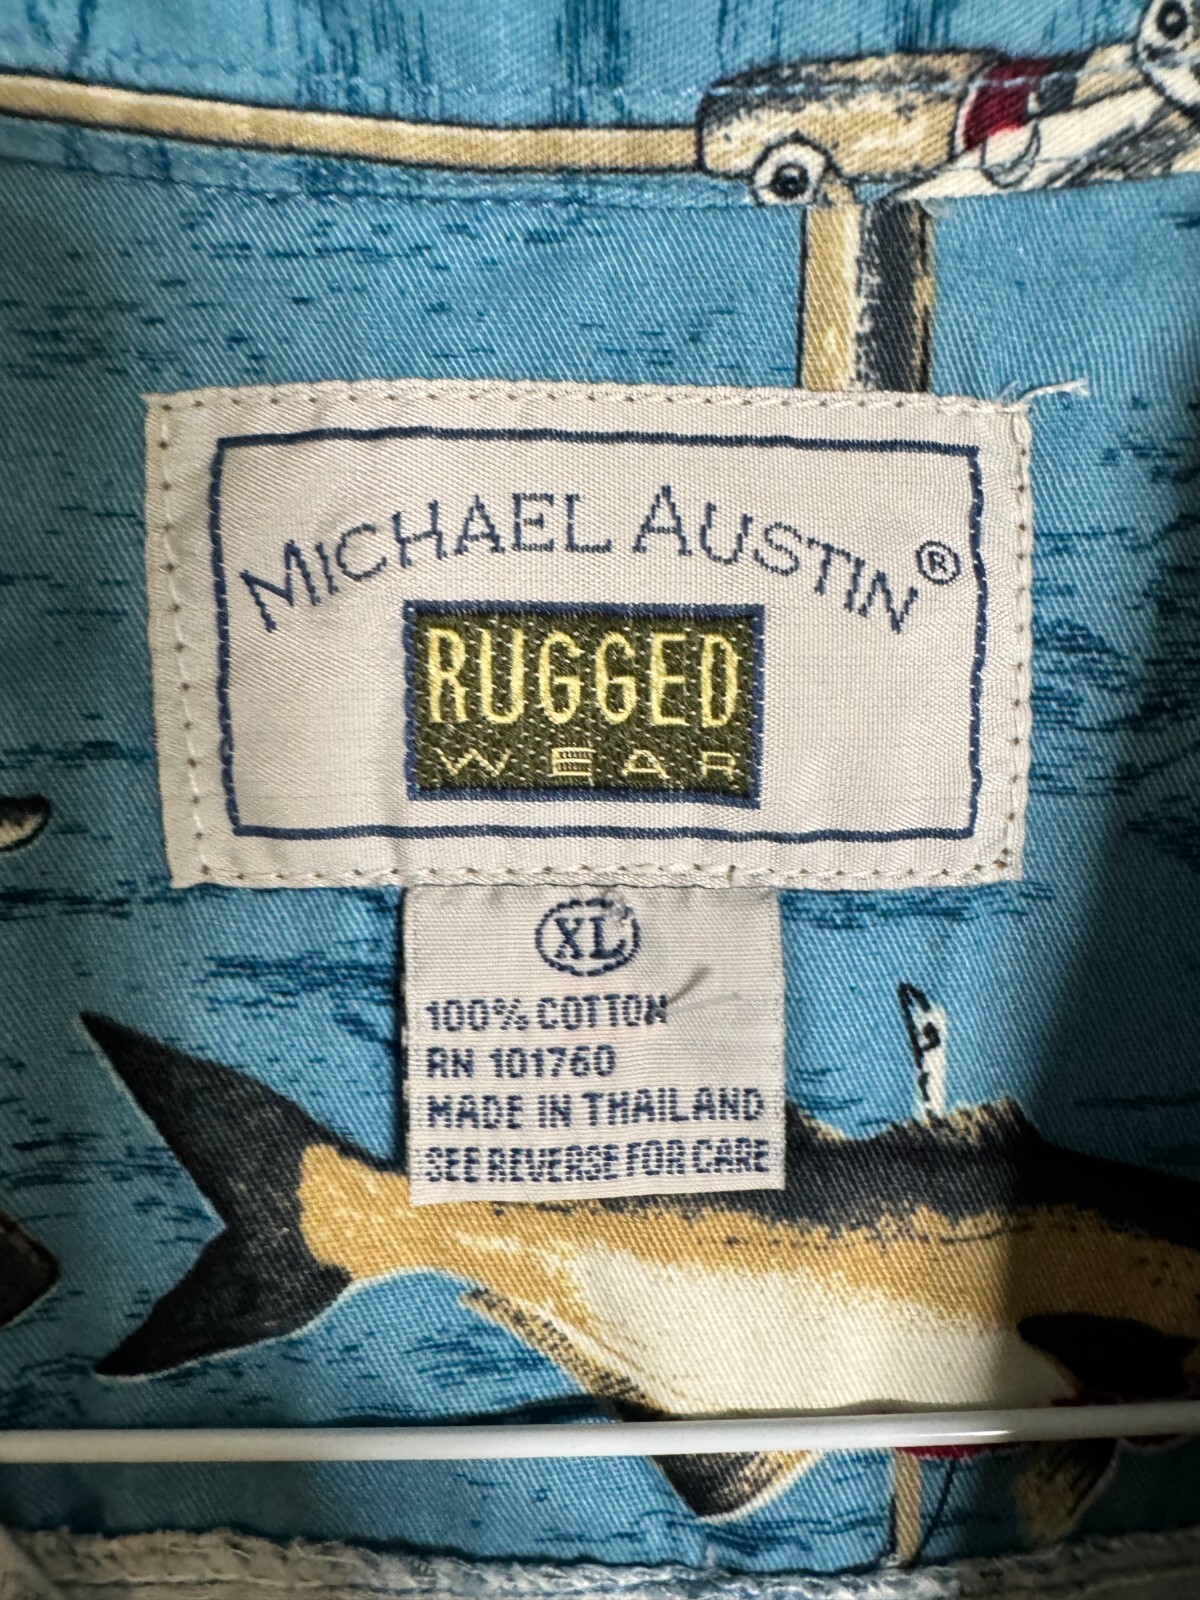 MICHAEL AUSTIN®
RUGGED
WEAR
XL
100% COTTON
RN 101760
MADE IN THAILAND
SEE REVERSE FOR CARE